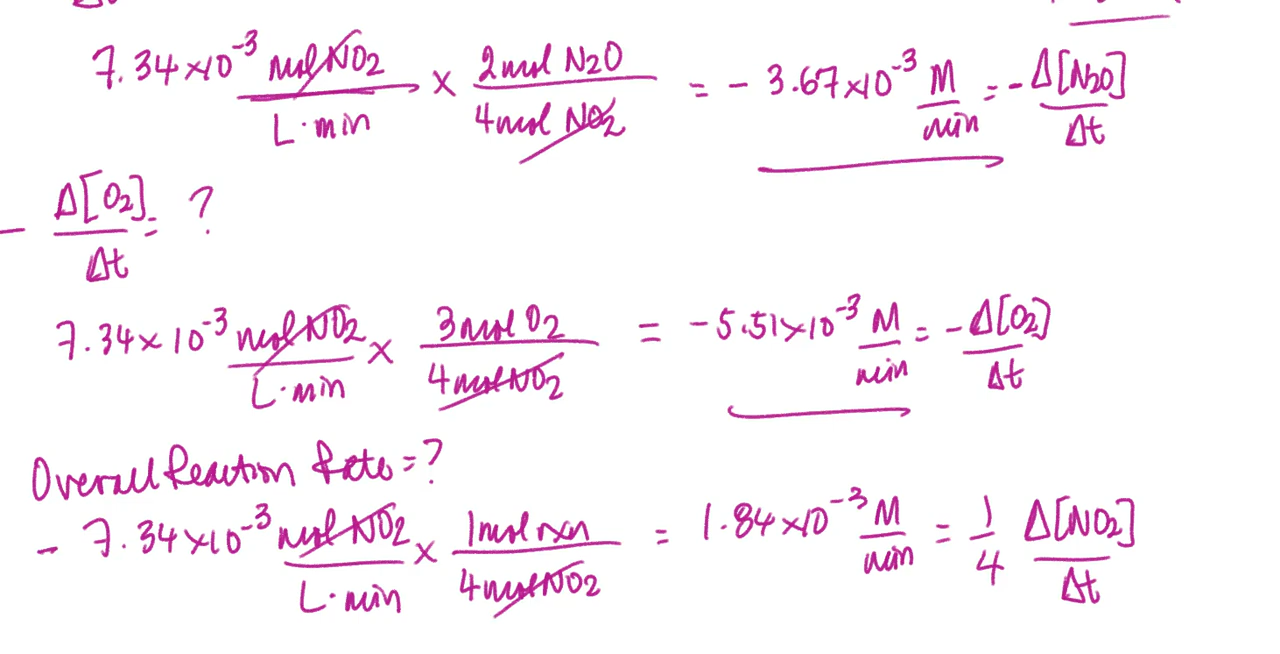 7.34×10⁻³ mol NO2 / L·min × 2 mol N2O / 4 mol NO2 = - 3.67×10⁻³ M / min = - Δ[N2O] / Δt
- Δ[O2] / Δt = ?
7.34×10⁻³ mol NO2 / L·min × 3 mol O2 / 4 mol NO2 = -5.51×10⁻³ M / min = - Δ[O2] / Δt
Overall Reaction Rate = ?
- 7.34×10⁻³ mol NO2 / L·min × 1 mol rxn / 4 mol NO2 = 1.84×10⁻³ M / min = 1 / 4 Δ[NO2] / Δt